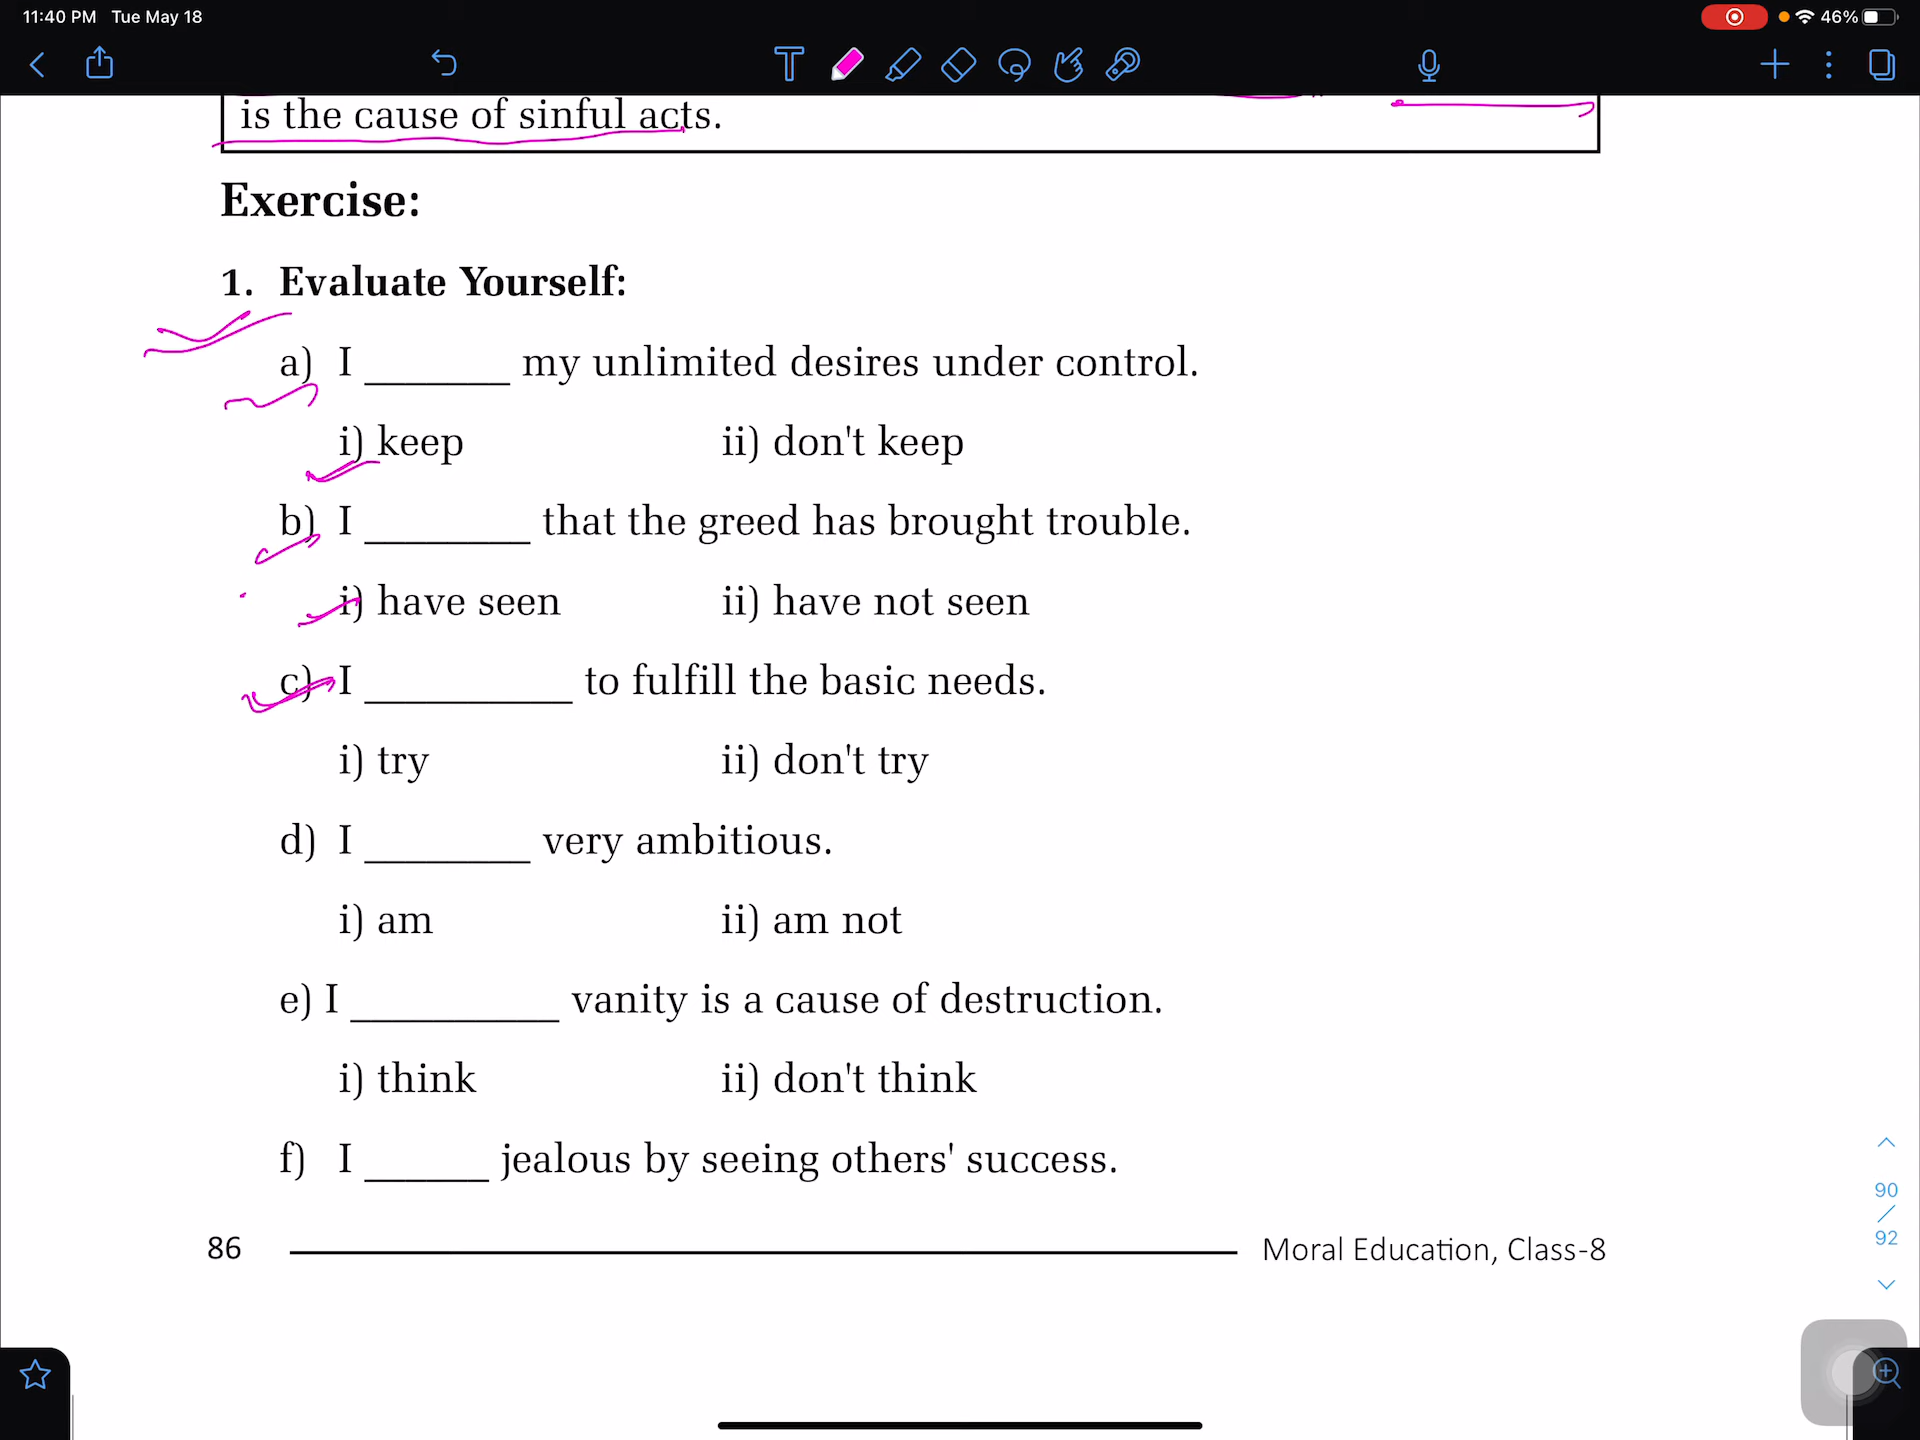 11:40 PM Tue May 18
46%
is the cause of sinful acts.
Exercise:
1. Evaluate Yourself:
a) I _______ my unlimited desires under control.
i) keep ii) don't keep
b) I ________ that the greed has brought trouble.
i) have seen ii) have not seen
c) I __________ to fulfill the basic needs.
i) try ii) don't try
d) I ________ very ambitious.
i) am ii) am not
e) I __________ vanity is a cause of destruction.
i) think ii) don't think
f) I ______ jealous by seeing others' success.
90
/
92
86 Moral Education, Class-8